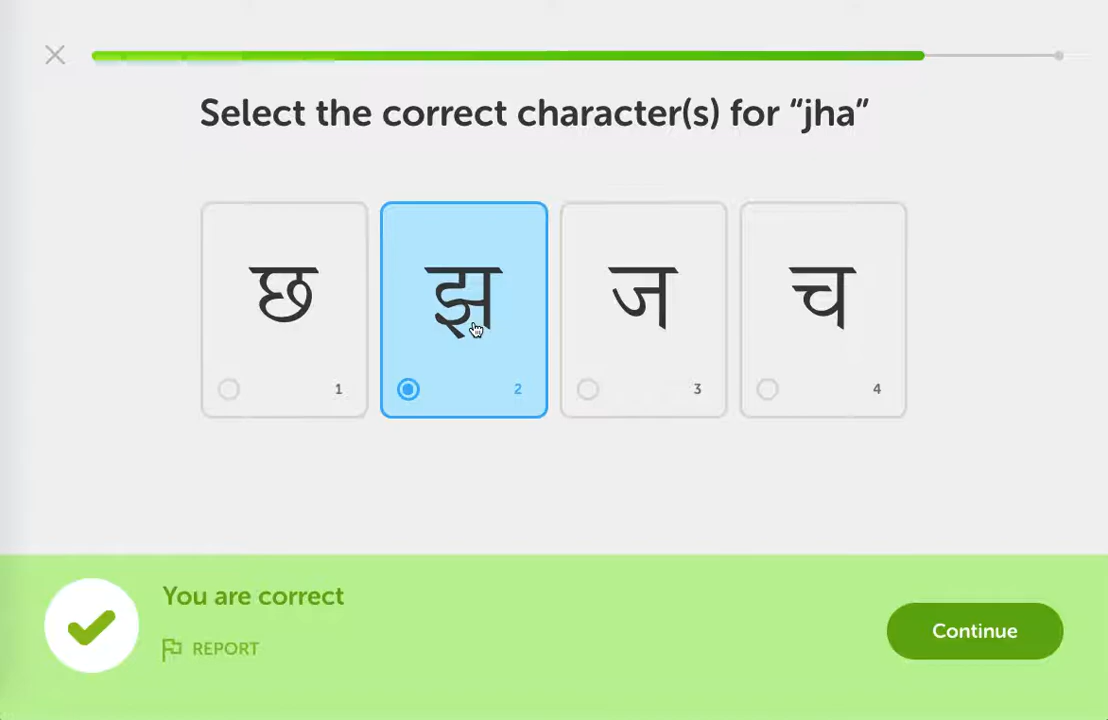 Select the correct character(s) for “jha”
छ झ ज च
1 2 3 4
You are correct
REPORT
Continue